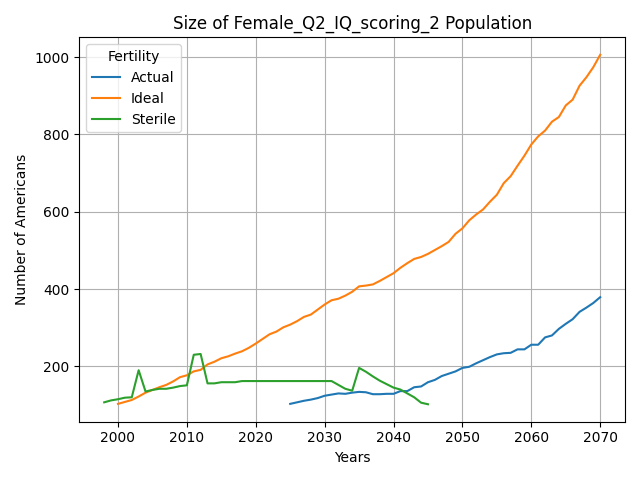 Size of Female_Q2_IQ_scoring_2 Population
Fertility
Actual
Ideal
Sterile
Number of Americans
1000
800
600
400
200
2000 2010 2020 2030 2040 2050 2060 2070
Years